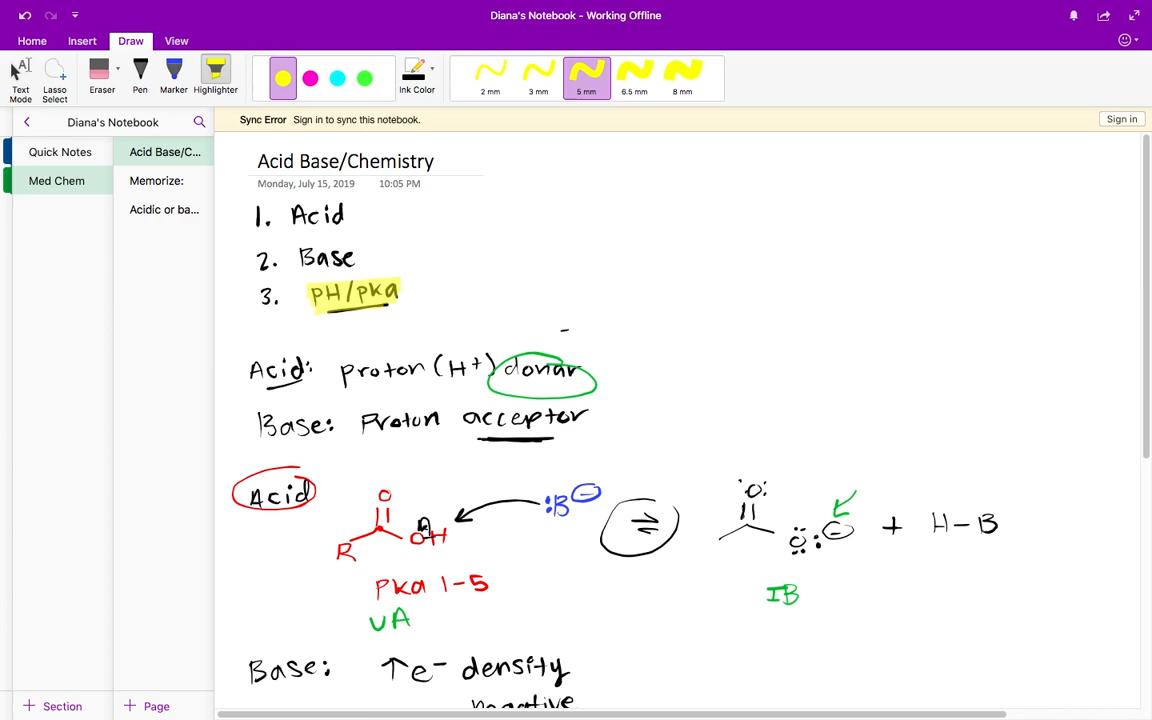 Diana's Notebook - Working Offline
Home Insert Draw View
Text Mode
Lasso Select
Eraser
Pen
Marker
Highlighter
Ink Color
2 mm
3 mm
5 mm
6.5 mm
8 mm
Diana's Notebook
Sync Error Sign in to sync this notebook.
Sign in
Quick Notes
Med Chem
Acid Base/C...
Memorize:
Acidic or ba...
Acid Base/Chemistry
Monday, July 15, 2019 10:05 PM
1. Acid
2. Base
3. pH/pka
Acid: proton (H+) donar
Base: Proton acceptor
Acid
O
R
OH
:B⊖
⇌
:O:
O: ⊖ + H-B
pka 1-5
UA
IB
Base: ↑e- density
negative
+ Section
+ Page